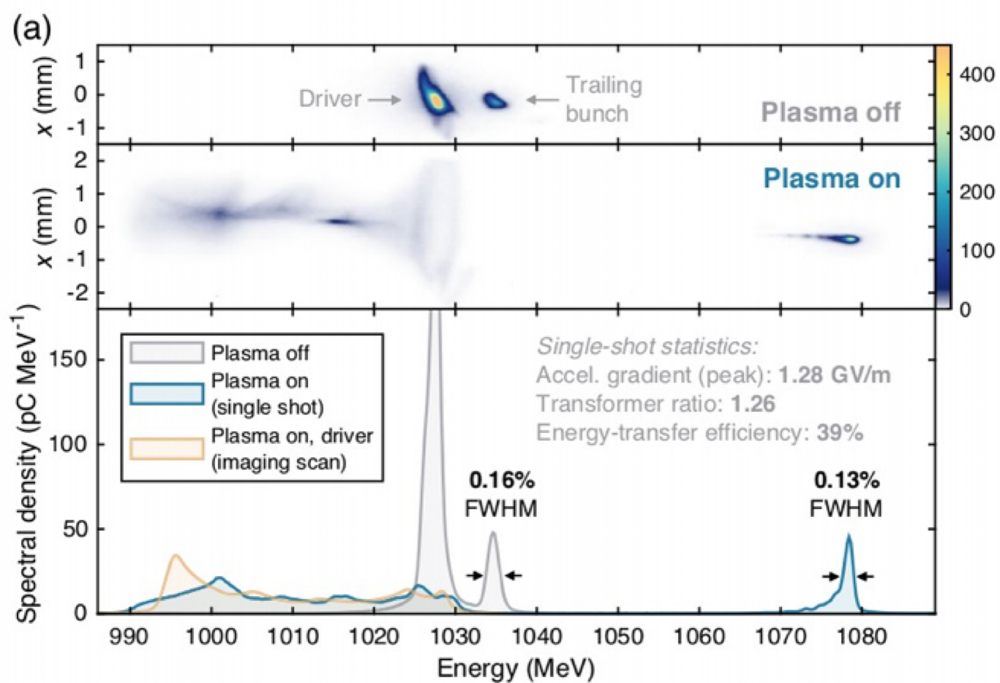 (a)
1
0
-1
x (mm)
Driver
Trailing
bunch
Plasma off
2
1
0
-1
-2
x (mm)
Plasma on
400
300
200
100
0
Spectral density (pC MeV⁻¹)
150
100
50
0
Plasma off
Plasma on
(single shot)
Plasma on, driver
(imaging scan)
Single-shot statistics:
Accel. gradient (peak): 1.28 GV/m
Transformer ratio: 1.26
Energy-transfer efficiency: 39%
0.16%
FWHM
0.13%
FWHM
990 1000 1010 1020 1030 1040 1050 1060 1070 1080
Energy (MeV)